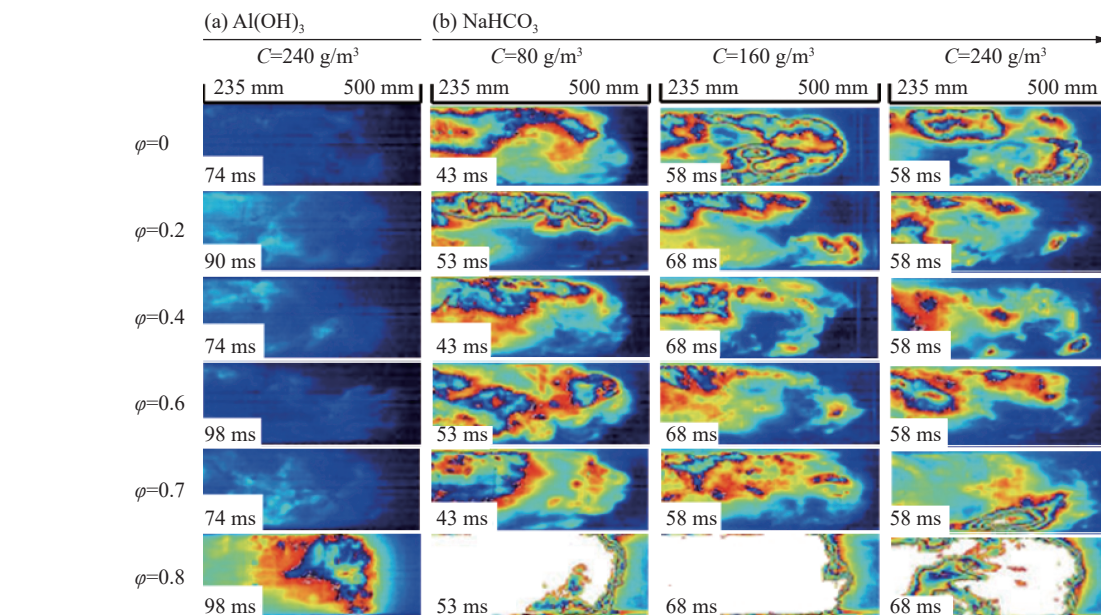 (a) Al(OH)₃ (b) NaHCO₃
C=240 g/m³ C=80 g/m³ C=160 g/m³ C=240 g/m³
235 mm 500 mm 235 mm 500 mm 235 mm 500 mm 235 mm 500 mm
φ=0 74 ms 43 ms 58 ms 58 ms
φ=0.2 90 ms 53 ms 68 ms 58 ms
φ=0.4 74 ms 43 ms 68 ms 58 ms
φ=0.6 98 ms 53 ms 68 ms 58 ms
φ=0.7 74 ms 43 ms 58 ms 58 ms
φ=0.8 98 ms 53 ms 68 ms 68 ms